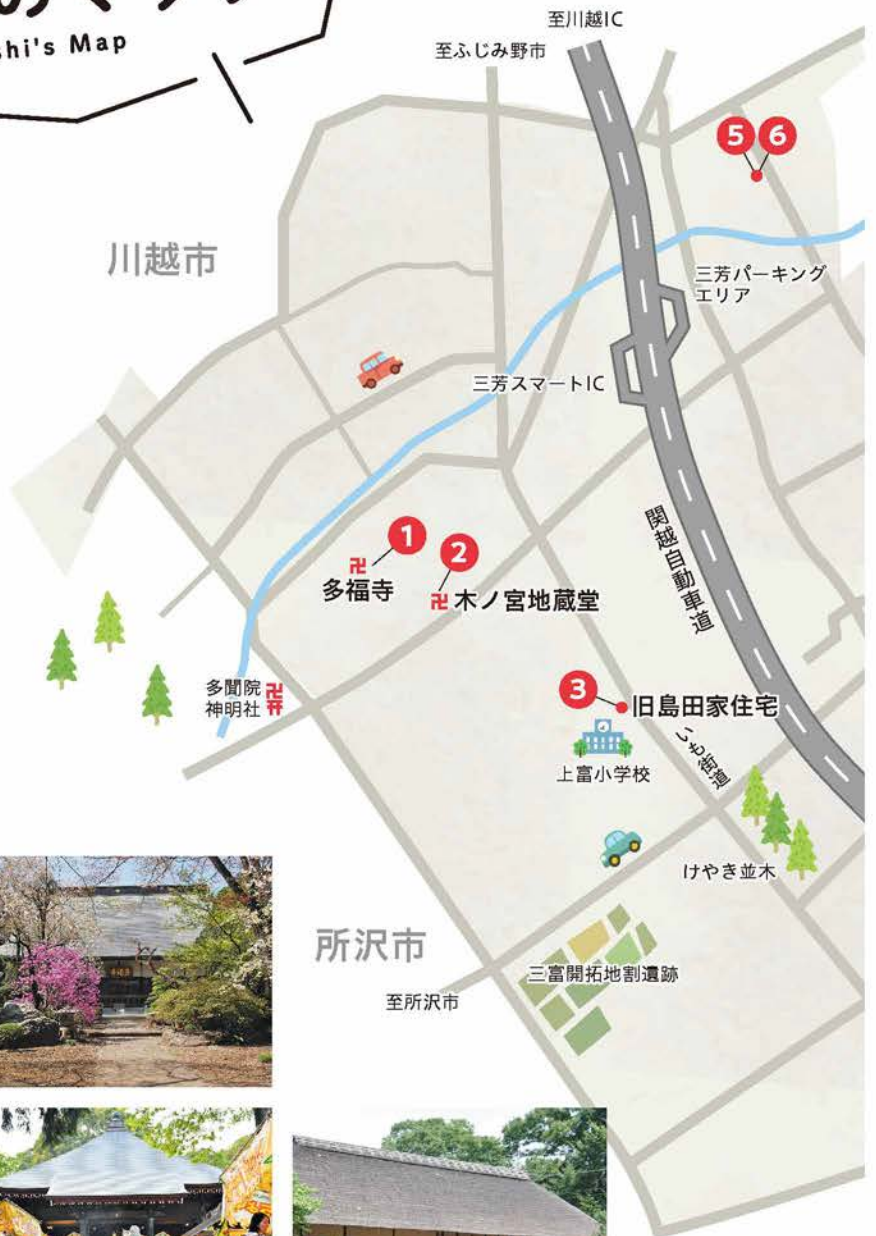 shi's Map
至川越IC
至ふじみ野市
5 6
川越市
三芳パーキング
エリア
三芳スマートIC
関越自動車道
1
多福寺
2
木ノ宮地蔵堂
多聞院
神明社
3
旧島田家住宅
いも街道
上富小学校
けやき並木
所沢市
三富開拓地割遺跡
至所沢市